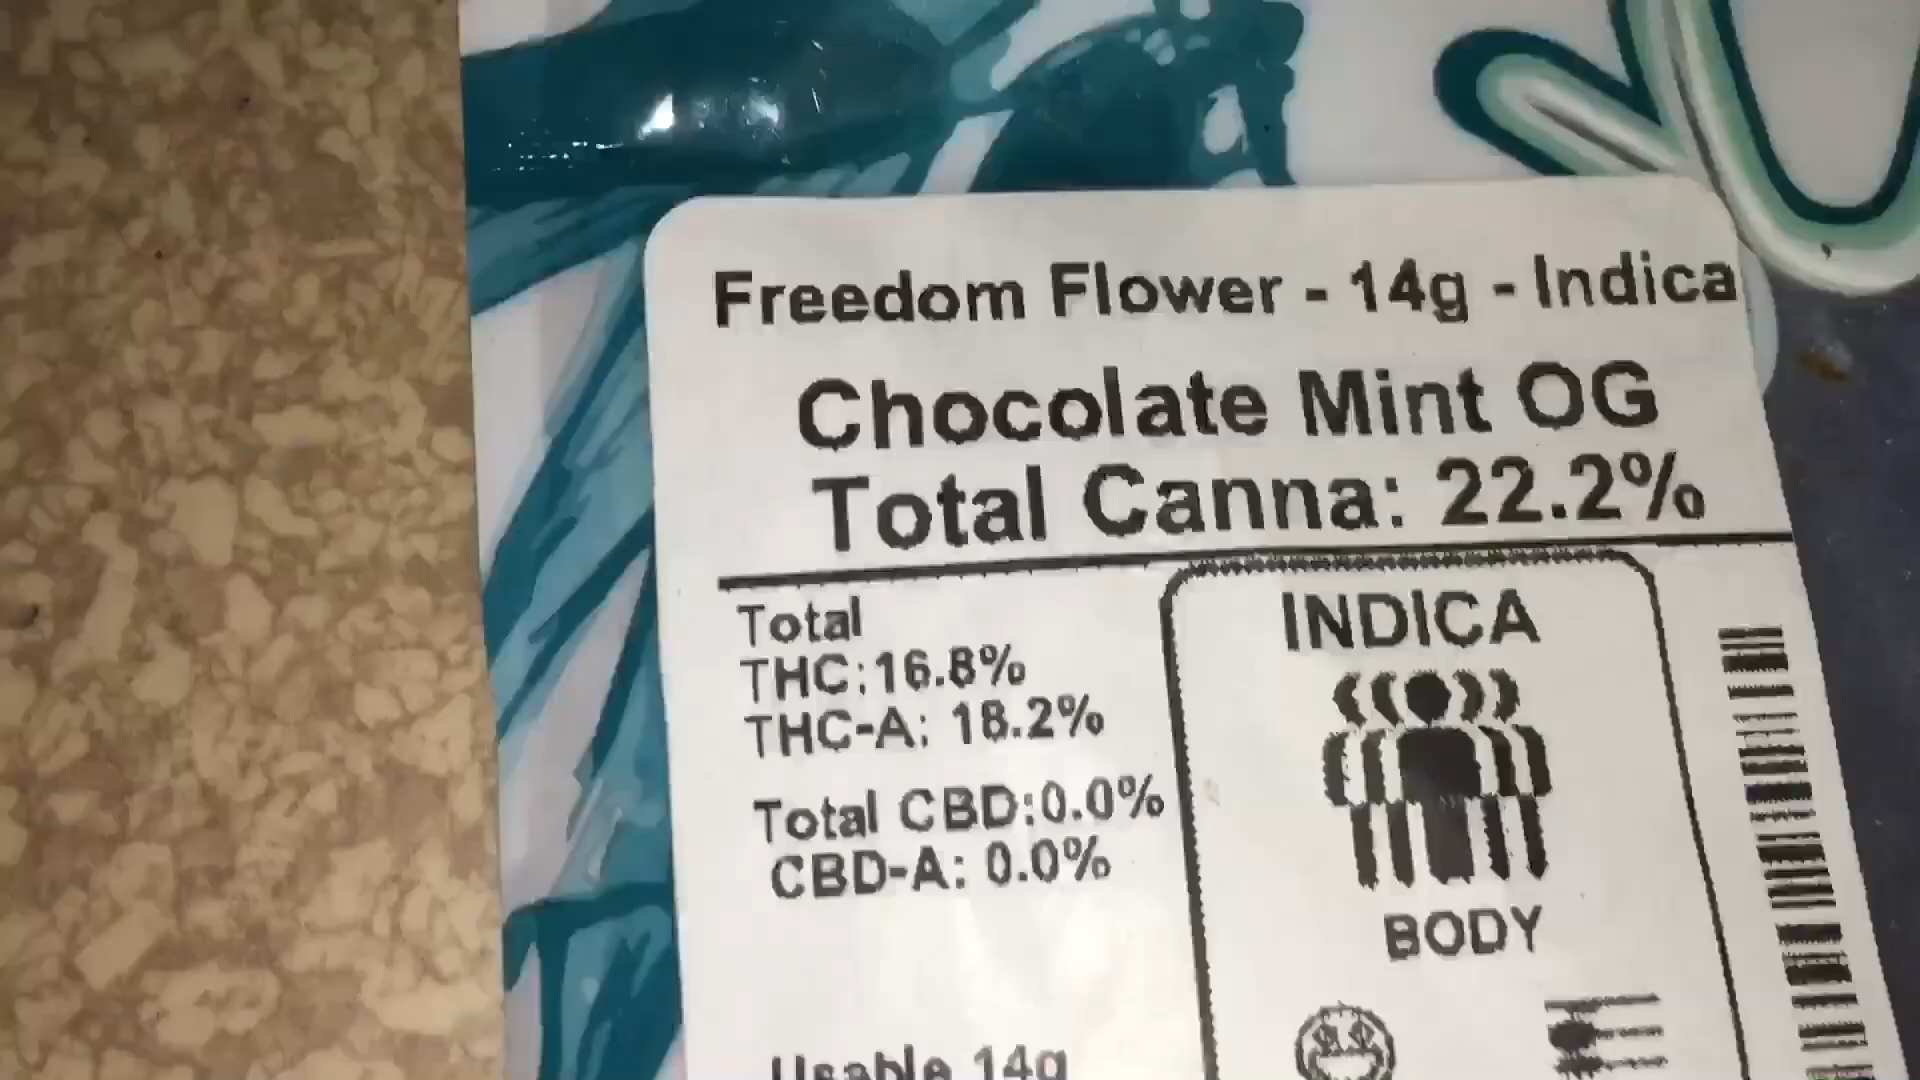 Freedom Flower - 14g - Indica
Chocolate Mint OG
Total Canna: 22.2%
Total
THC:16.8%
THC-A: 18.2%
Total CBD:0.0%
CBD-A: 0.0%
Usable 14g
INDICA
BODY